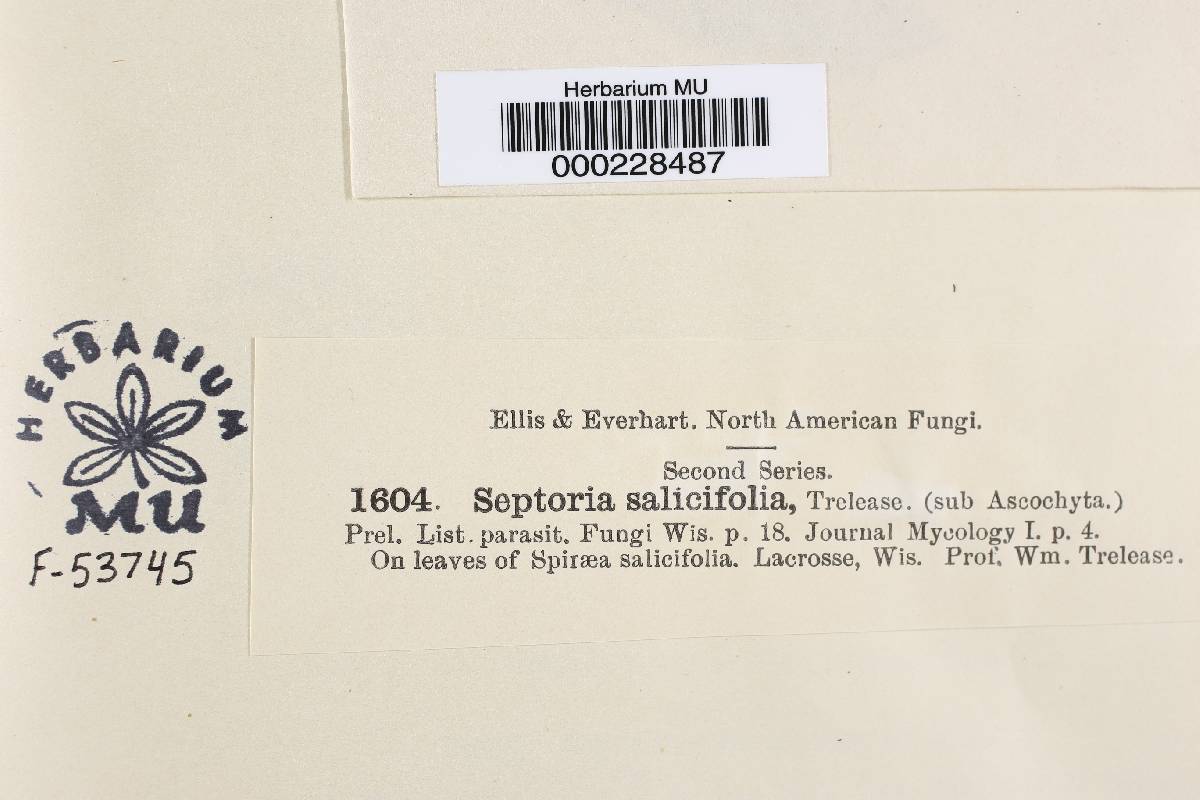 Herbarium MU
000228487
HERBARIUM
MU
F-53745
Ellis & Everhart. North American Fungi.
Second Series.
1604. Septoria salicifolia, Trelease. (sub Ascochyta.)
Prel. List. parasit. Fungi Wis. p. 18. Journal Mycology I. p. 4.
On leaves of Spiræa salicifolia. Lacrosse, Wis. Prof. Wm. Trelease.